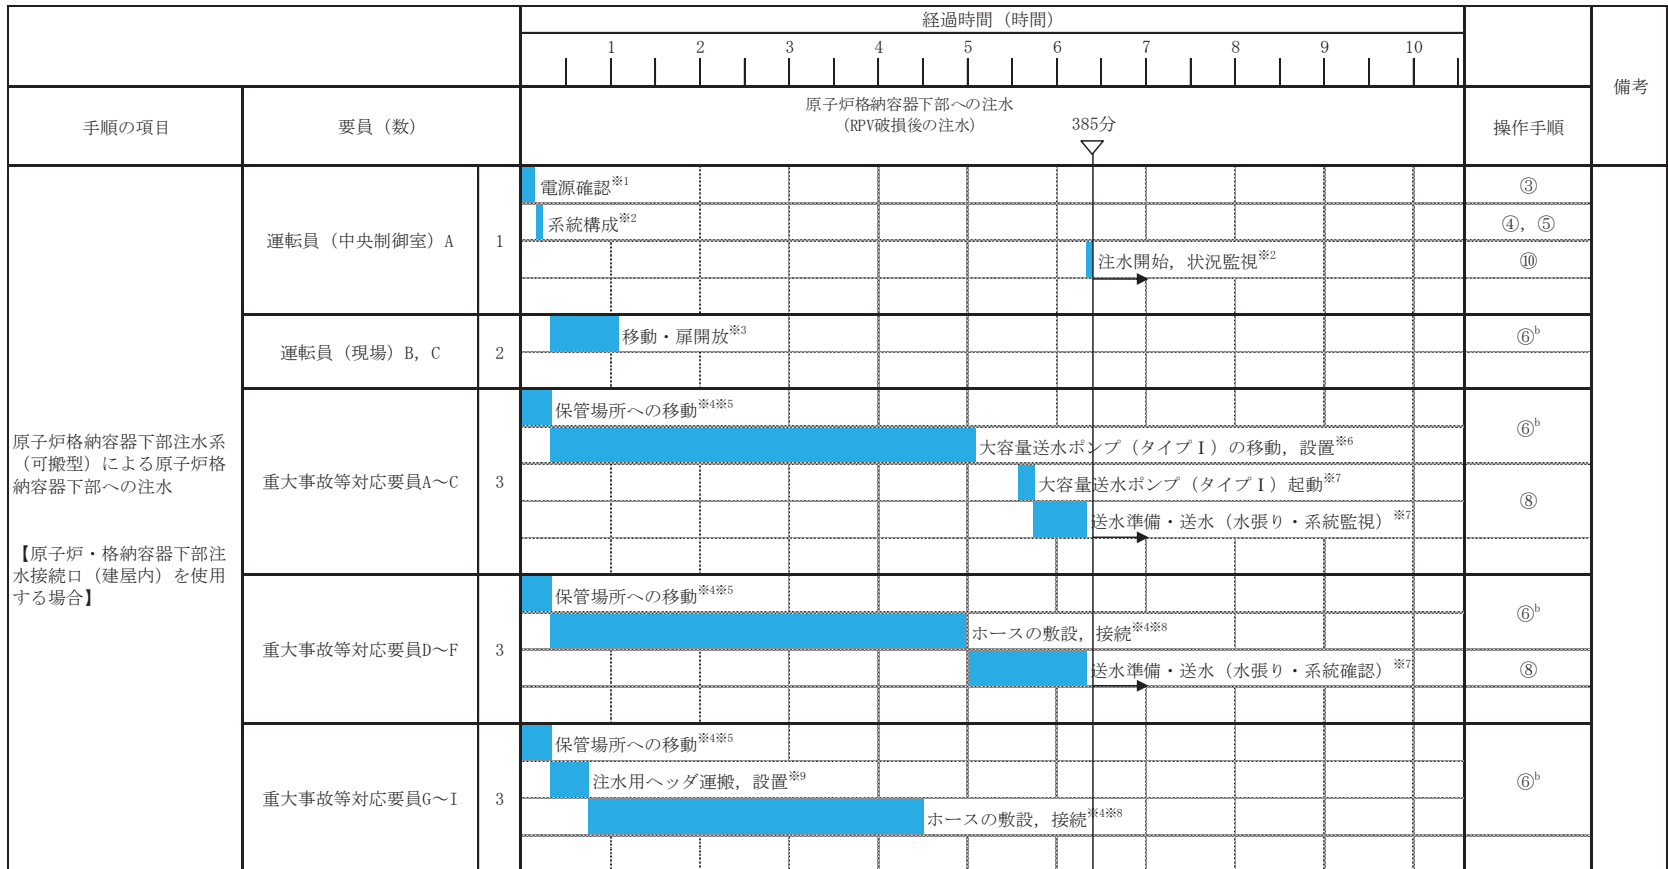 経過時間（時間）
1 2 3 4 5 6 7 8 9 10
備考
手順の項目
要員（数）
原子炉格納容器下部への注水
（RPV破損後の注水）
385分
操作手順
原子炉格納容器下部注水系
（可搬型）による原子炉格
納容器下部への注水
【原子炉・格納容器下部注
水接続口（建屋内）を使用
する場合】
運転員（中央制御室）A
1
電源確認※1
③
系統構成※2
④，⑤
注水開始，状況監視※2
⑩
運転員（現場）B，C
2
移動・扉開放※3
⑥b
重大事故等対応要員A～C
3
保管場所への移動※4※5
大容量送水ポンプ（タイプⅠ）の移動，設置※6
⑥b
大容量送水ポンプ（タイプⅠ）起動※7
送水準備・送水（水張り・系統監視）※7
⑧
重大事故等対応要員D～F
3
保管場所への移動※4※5
ホースの敷設，接続※4※8
⑥b
送水準備・送水（水張り・系統確認）※7
⑧
重大事故等対応要員G～I
3
保管場所への移動※4※5
注水用ヘッダ運搬，設置※9
ホースの敷設，接続※4※8
⑥b